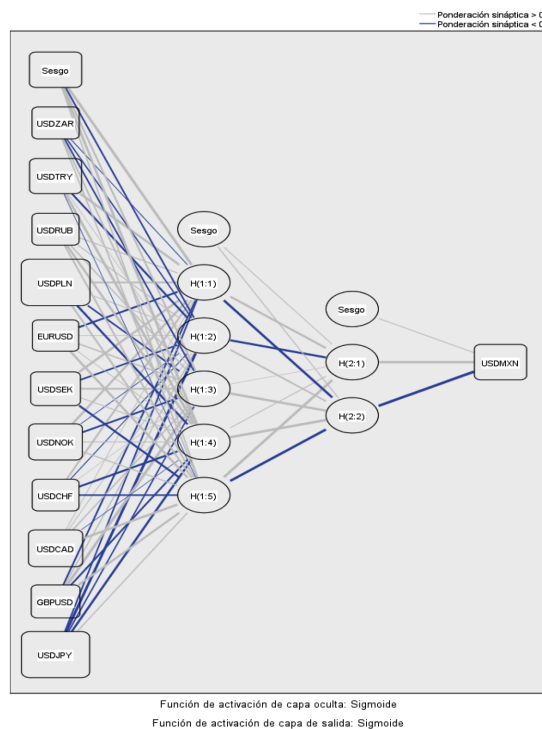 Ponderación sináptica > 0
Ponderación sináptica < 0
Sesgo
USDZAR
USDTRY
USDRUB
USDPLN
EURUSD
USDSEK
USDNOK
USDCHF
USDCAD
GBPUSD
USDJPY
Sesgo
H(1:1)
H(1:2)
H(1:3)
H(1:4)
H(1:5)
Sesgo
H(2:1)
H(2:2)
USDMXN
Función de activación de capa oculta: Sigmoide
Función de activación de capa de salida: Sigmoide